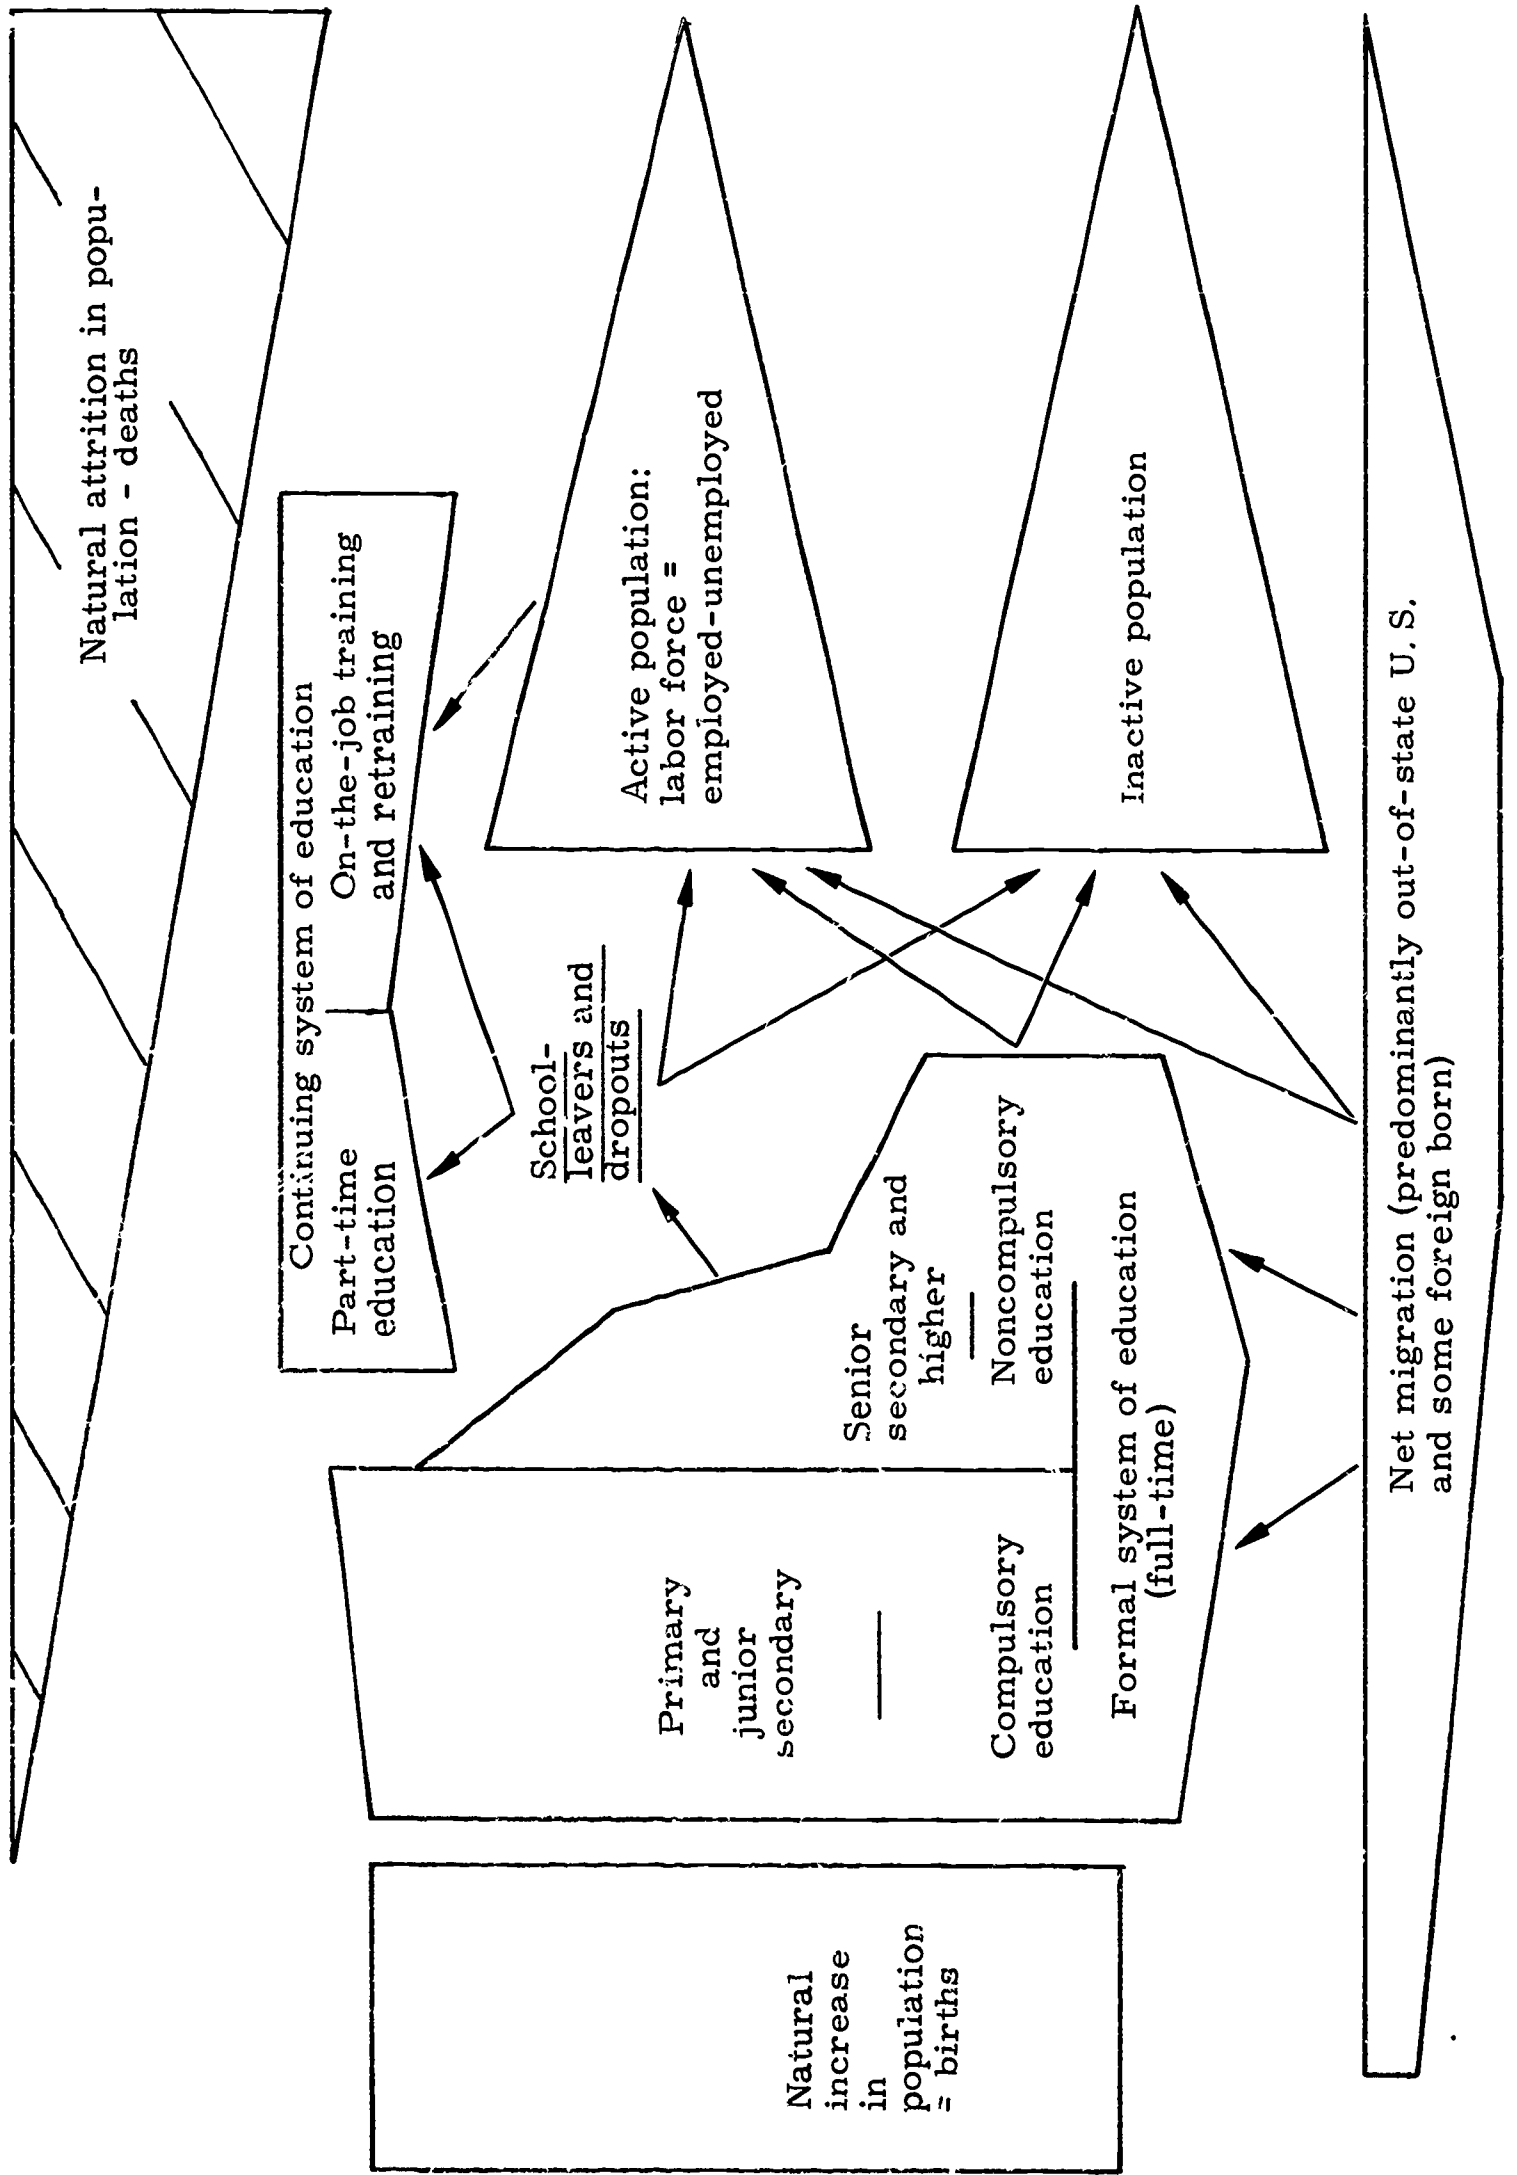 Natural attrition in popu-
lation - deaths
Continuing system of education
Part-time
education
On-the-job training
and retraining
School-
leavers and
dropouts
Active population:
labor force =
employed-unemployed
Natural
increase
in
population
= births
Primary
and
junior
secondary
Compulsory
education
Senior
secondary and
higher
Noncompulsory
education
Formal system of education
(full-time)
Inactive population
Net migration (predominantly out-of-state U. S.
and some foreign born)